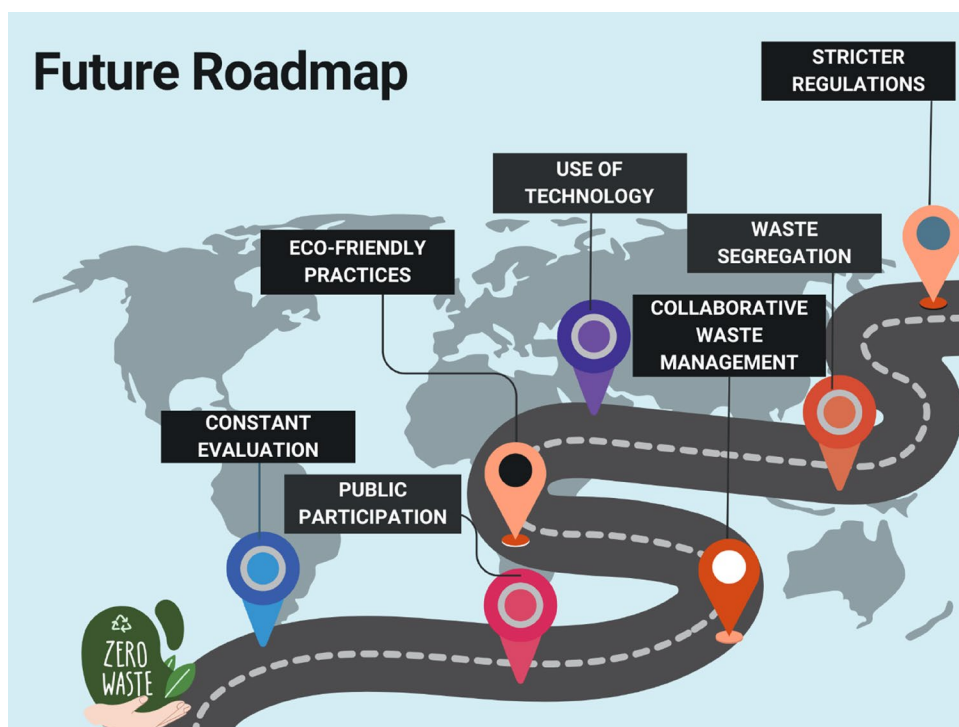 Future Roadmap
STRICTER
REGULATIONS
USE OF
TECHNOLOGY
WASTE
SEGREGATION
ECO-FRIENDLY
PRACTICES
COLLABORATIVE
WASTE
MANAGEMENT
CONSTANT
EVALUATION
PUBLIC
PARTICIPATION
ZERO
WASTE